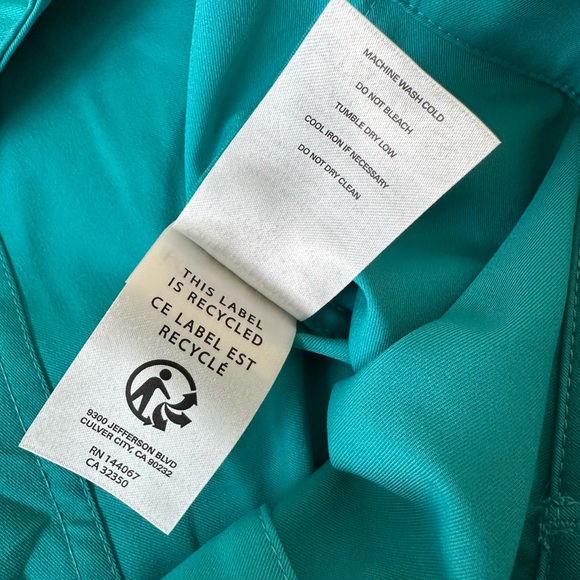 MACHINE WASH COLD
DO NOT BLEACH
TUMBLE DRY LOW
COOL IRON IF NECESSARY
DO NOT DRY CLEAN
THIS LABEL
IS RECYCLED
CE LABEL EST
RECYCLÉ
9300 JEFFERSON BLVD
CULVER CITY, CA 90232
RN 144067
CA 32350